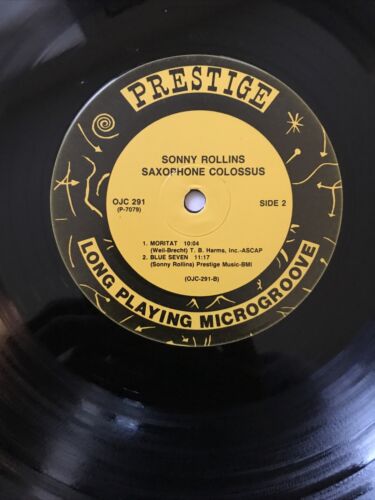 PRESTIGE
SONNY ROLLINS
SAXOPHONE COLOSSUS
OJC 291
(P-7079)
SIDE 2
1. MORITAT 10:04
(Weil-Brecht) T. B. Harms, Inc.-ASCAP
2. BLUE SEVEN 11:17
(Sonny Rollins) Prestige Music-BMI
(OJC-291-B)
LONG PLAYING MICROGROOVE